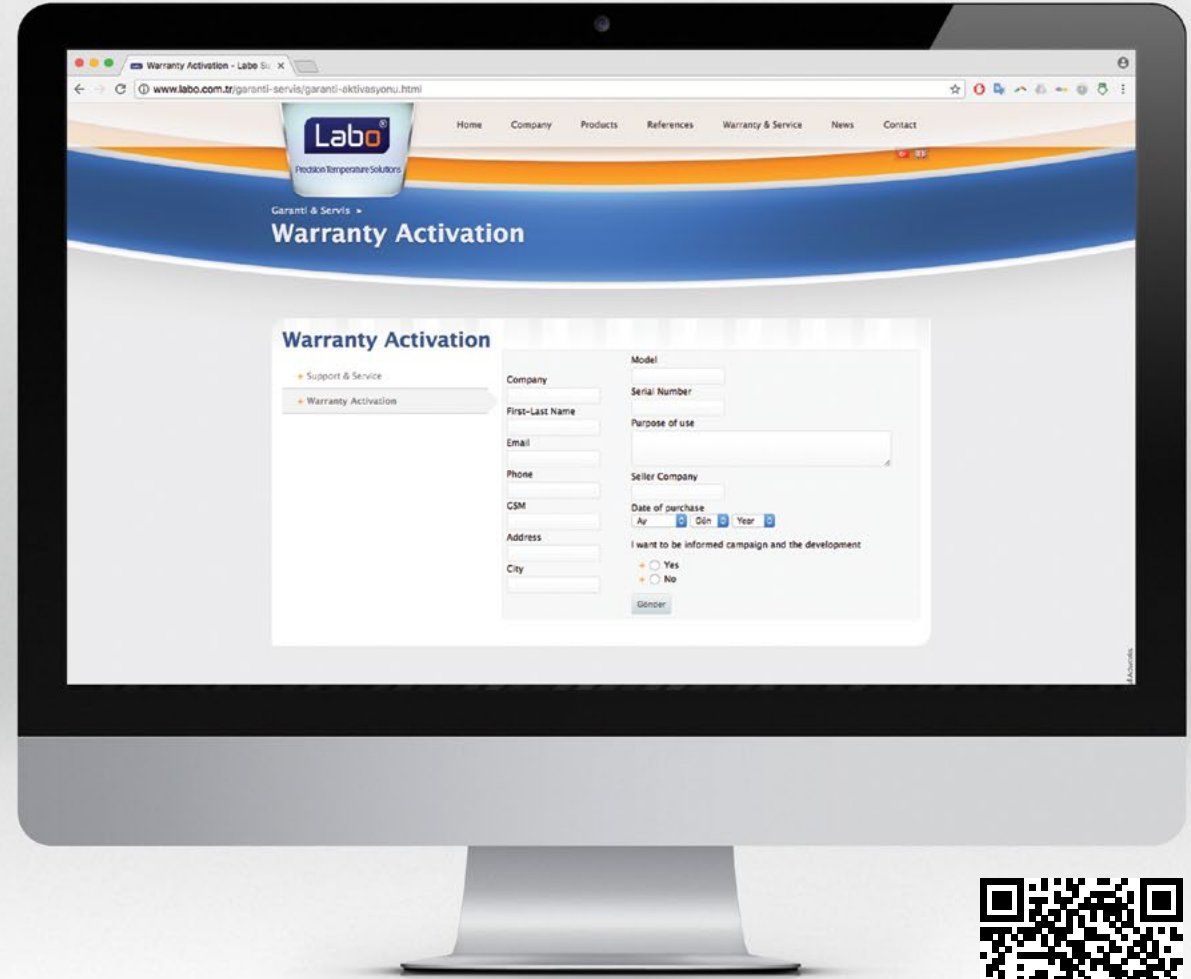 Warranty Activation - Labo Su
www.labo.com.tr/garanti-servis/garanti-aktivasyonu.html
Labo®
Precision Temperature Solutions
Home Company Products References Warranty & Service News Contact
Garanti & Servis
Warranty Activation
Warranty Activation
+ Support & Service
+ Warranty Activation
Company
First-Last Name
Email
Phone
GSM
Address
City
Model
Serial Number
Purpose of use
Seller Company
Date of purchase
Ay Gün Year
I want to be informed campaign and the development
+ Yes
+ No
Gönder